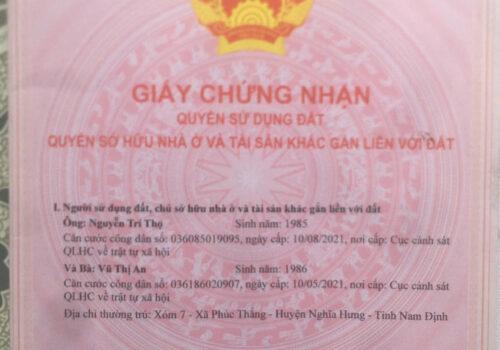 GIẤY CHỨNG NHẬN
QUYỀN SỬ DỤNG ĐẤT
QUYỀN SỞ HỮU NHÀ Ở VÀ TÀI SẢN KHÁC GẮN LIỀN VỚI ĐẤT
I. Người sử dụng đất, chủ sở hữu nhà ở và tài sản khác gắn liền với đất
Ông: Nguyễn Trí Thọ Sinh năm: 1985
Căn cước công dân số: 036085019095, ngày cấp: 10/08/2021, nơi cấp: Cục cảnh sát
QLHC về trật tự xã hội
Và Bà: Vũ Thị An Sinh năm: 1986
Căn cước công dân số: 036186020907, ngày cấp: 10/05/2021, nơi cấp: Cục cảnh sát
QLHC về trật tự xã hội
Địa chỉ thường trú: Xóm 7 - Xã Phúc Thắng - Huyện Nghĩa Hưng - Tỉnh Nam Định